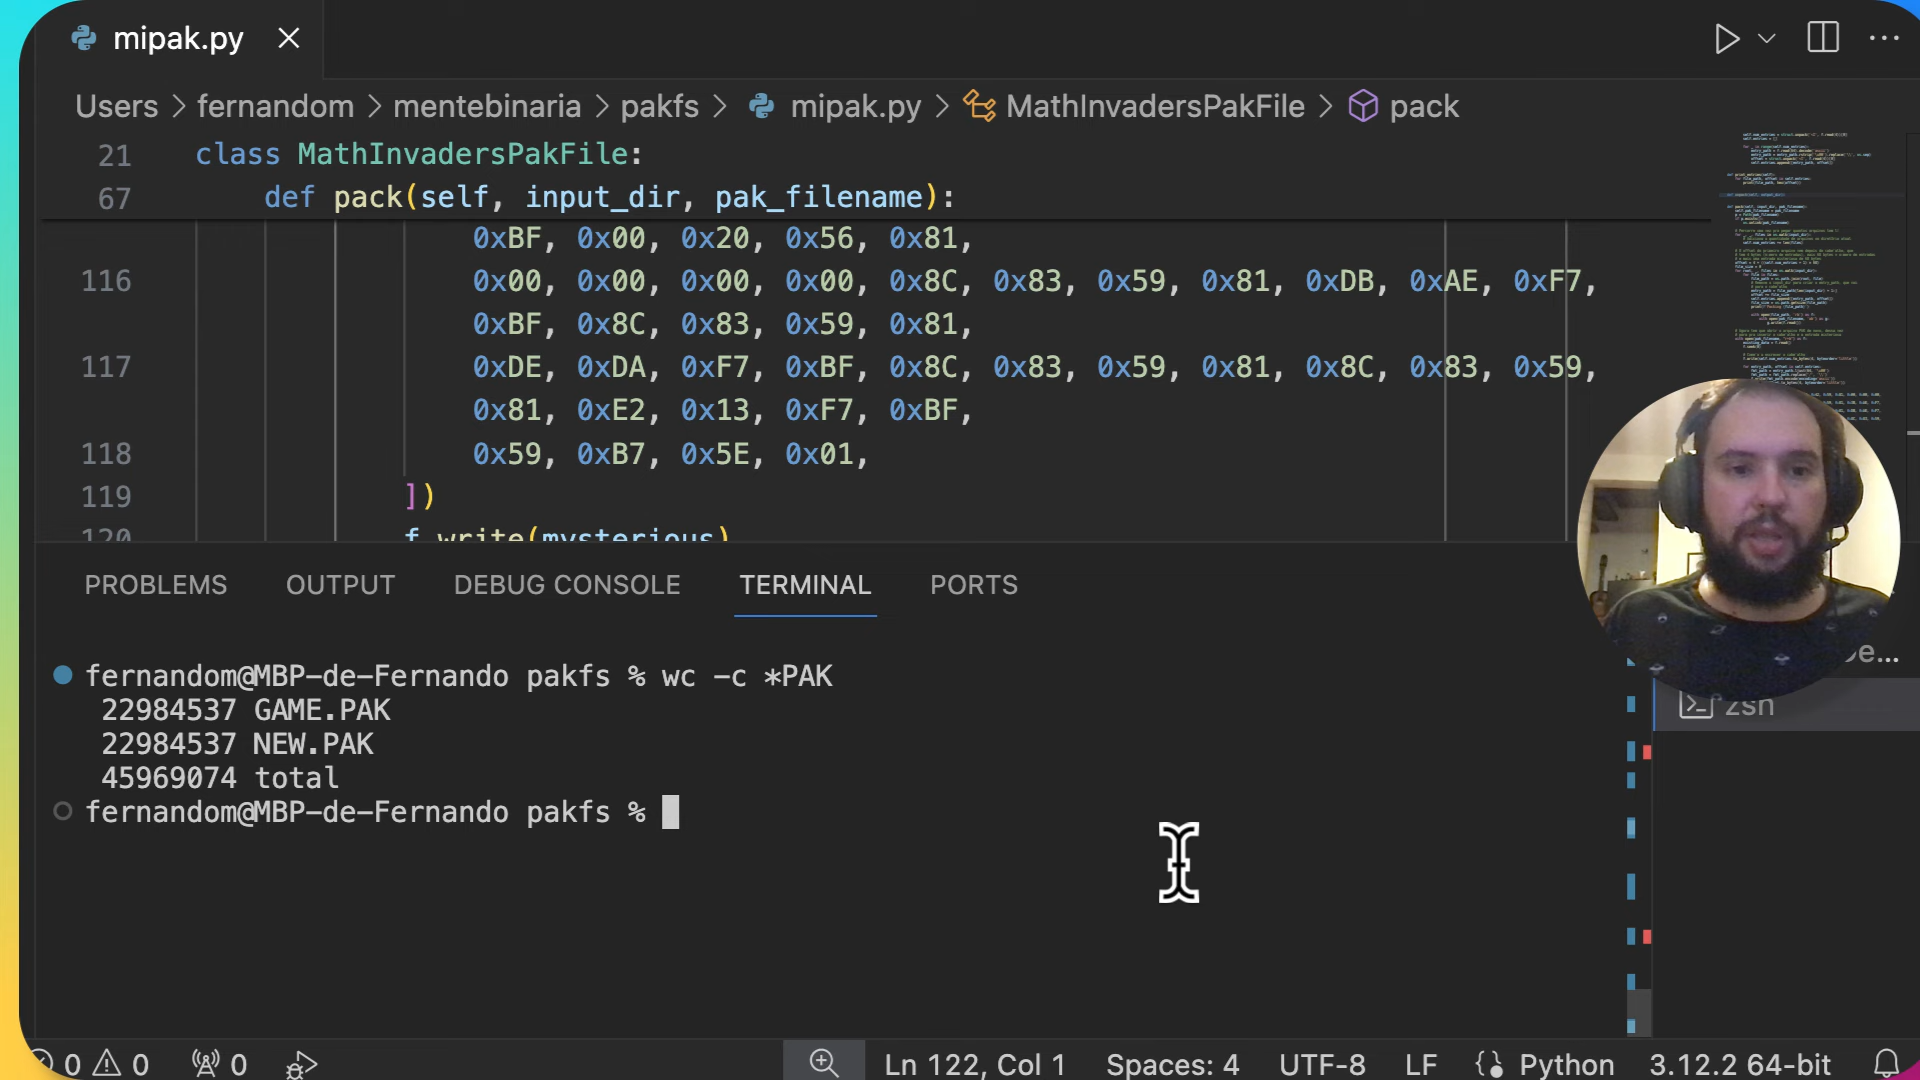 mipak.py
Users > fernandom > mentebinaria > pakfs > mipak.py > MathInvadersPakFile > pack
21 class MathInvadersPakFile:
67 def pack(self, input_dir, pak_filename):
0xBF, 0x00, 0x20, 0x56, 0x81,
116 0x00, 0x00, 0x00, 0x00, 0x8C, 0x83, 0x59, 0x81, 0xDB, 0xAE, 0xF7,
0xBF, 0x8C, 0x83, 0x59, 0x81,
117 0xDE, 0xDA, 0xF7, 0xBF, 0x8C, 0x83, 0x59, 0x81, 0x8C, 0x83, 0x59,
0x81, 0xE2, 0x13, 0xF7, 0xBF,
118 0x59, 0xB7, 0x5E, 0x01,
119 ])
120 f.write(mysterious)
PROBLEMS OUTPUT DEBUG CONSOLE TERMINAL PORTS
fernandom@MBP-de-Fernando pakfs % wc -c *PAK
22984537 GAME.PAK
22984537 NEW.PAK
45969074 total
fernandom@MBP-de-Fernando pakfs %
zsh
0 0 0 Ln 122, Col 1 Spaces: 4 UTF-8 LF Python 3.12.2 64-bit